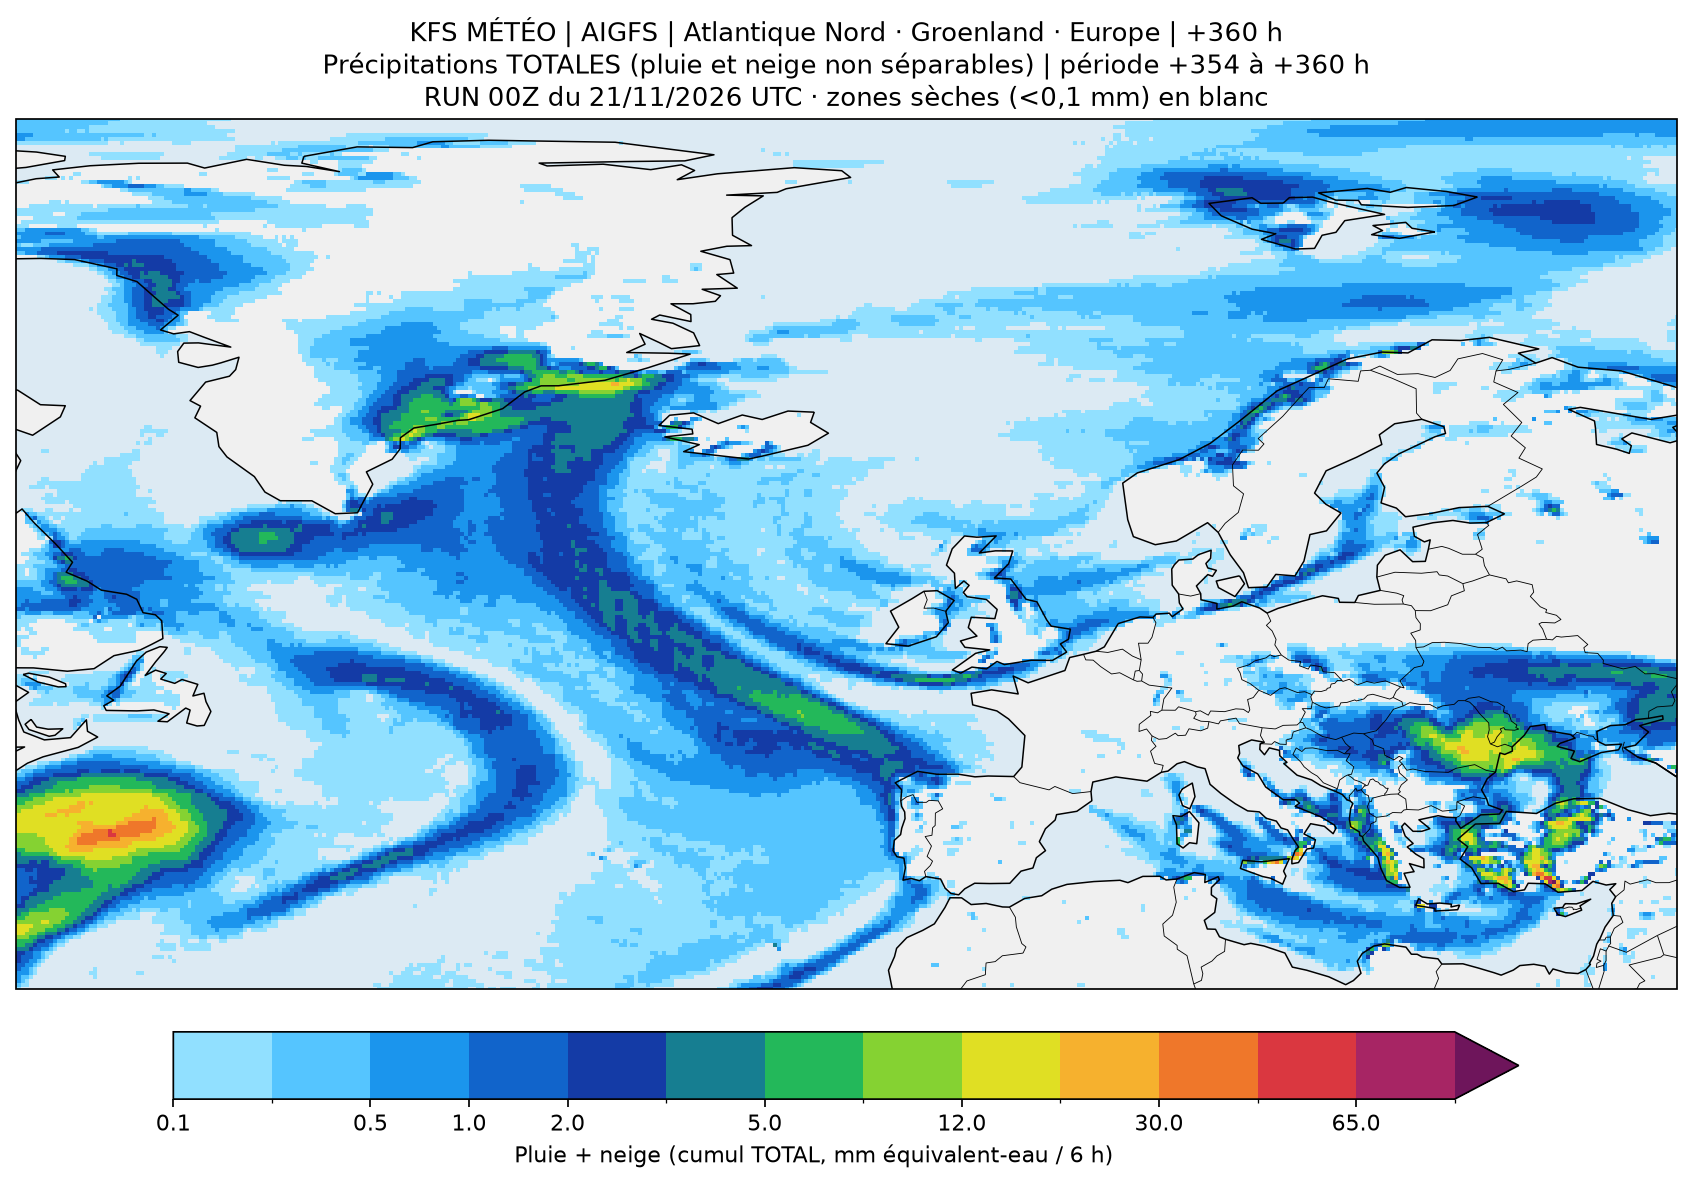 KFS MÉTÉO | AIGFS | Atlantique Nord · Groenland · Europe | +360 h
Précipitations TOTALES (pluie et neige non séparables) | période +354 à +360 h
RUN 00Z du 21/11/2026 UTC · zones sèches (<0,1 mm) en blanc
0.1 0.5 1.0 2.0 5.0 12.0 30.0 65.0
Pluie + neige (cumul TOTAL, mm équivalent-eau / 6 h)